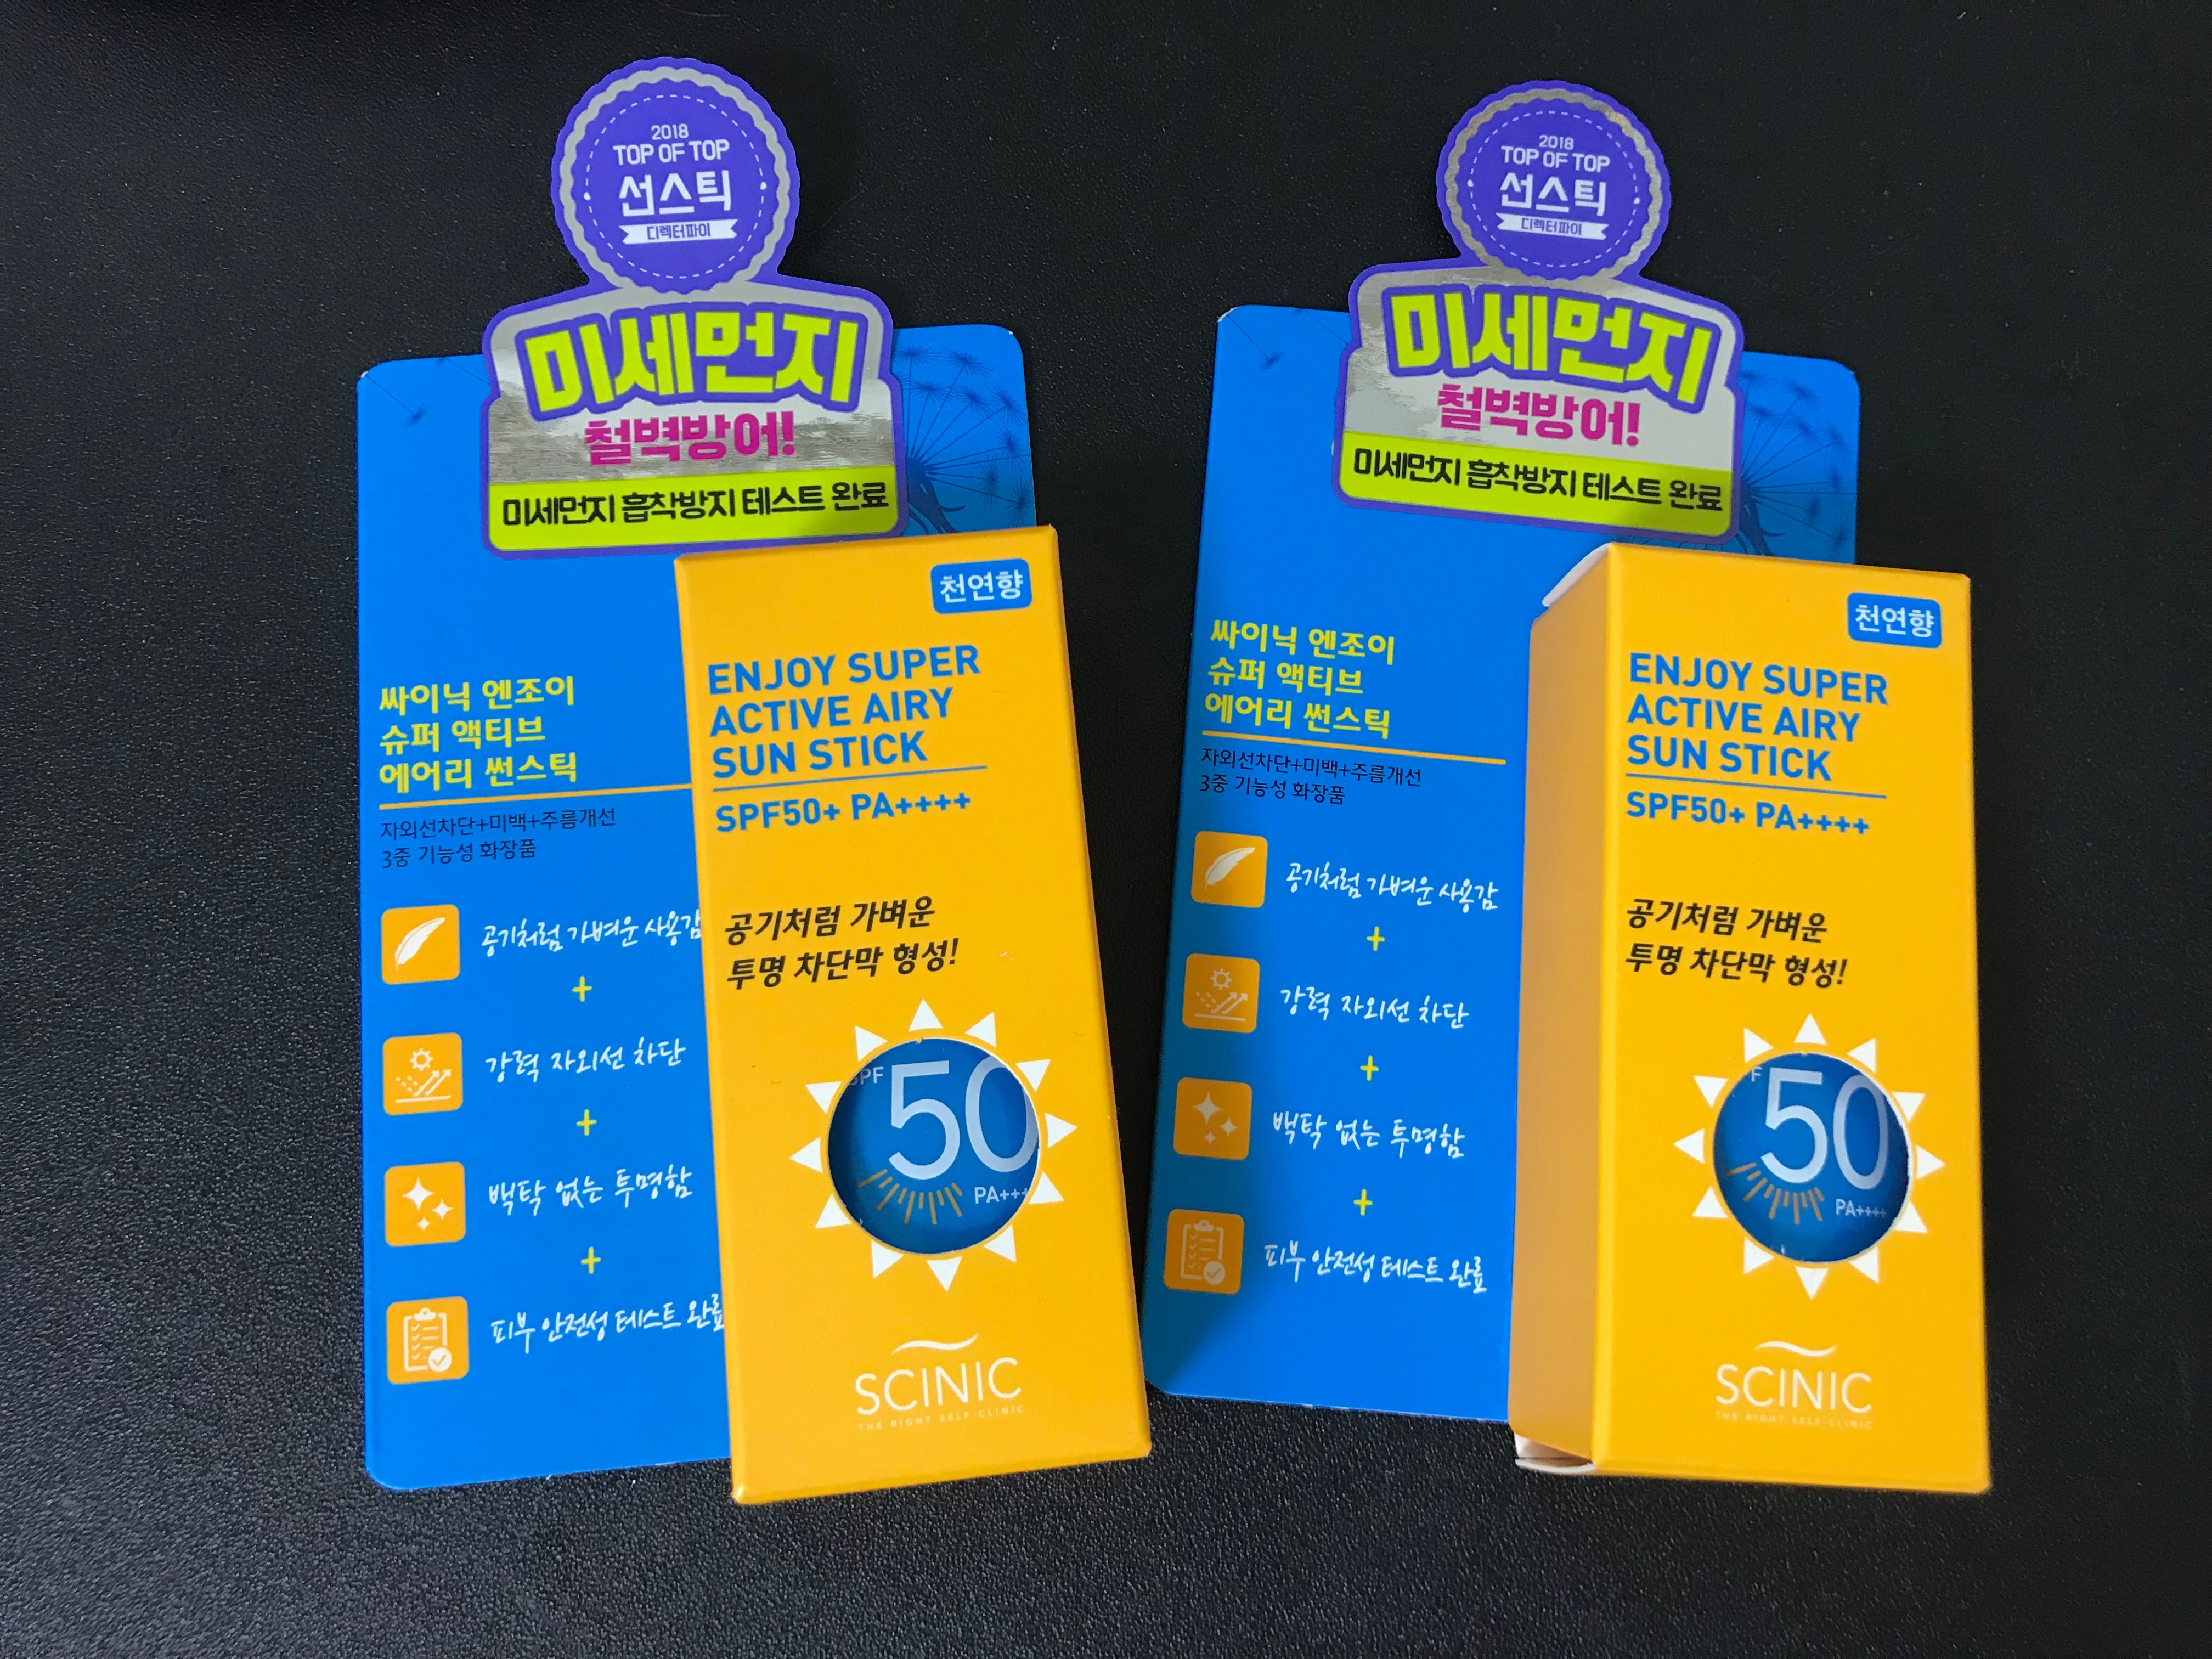 2018
TOP OF TOP
선스틱
디렉터파이
미세먼지
철벽방어!
미세먼지 흡착방지 테스트 완료
싸이닉 엔조이
슈퍼 액티브
에어리 썬스틱
자외선차단+미백+주름개선
3중 기능성 화장품
공기처럼 가벼운 사용감
+
강력 자외선 차단
+
백탁 없는 투명함
+
피부 안전성 테스트 완료
천연향
ENJOY SUPER
ACTIVE AIRY
SUN STICK
SPF50+ PA++++
공기처럼 가벼운
투명 차단막 형성!
SPF
50
PA+++
SCINIC
THE RIGHT SELF-CLINIC
2018
TOP OF TOP
선스틱
디렉터파이
미세먼지
철벽방어!
미세먼지 흡착방지 테스트 완료
싸이닉 엔조이
슈퍼 액티브
에어리 썬스틱
자외선차단+미백+주름개선
3중 기능성 화장품
공기처럼 가벼운 사용감
+
강력 자외선 차단
+
백탁 없는 투명함
+
피부 안전성 테스트 완료
천연향
ENJOY SUPER
ACTIVE AIRY
SUN STICK
SPF50+ PA++++
공기처럼 가벼운
투명 차단막 형성!
F
50
PA++++
SCINIC
THE RIGHT SELF-CLINIC